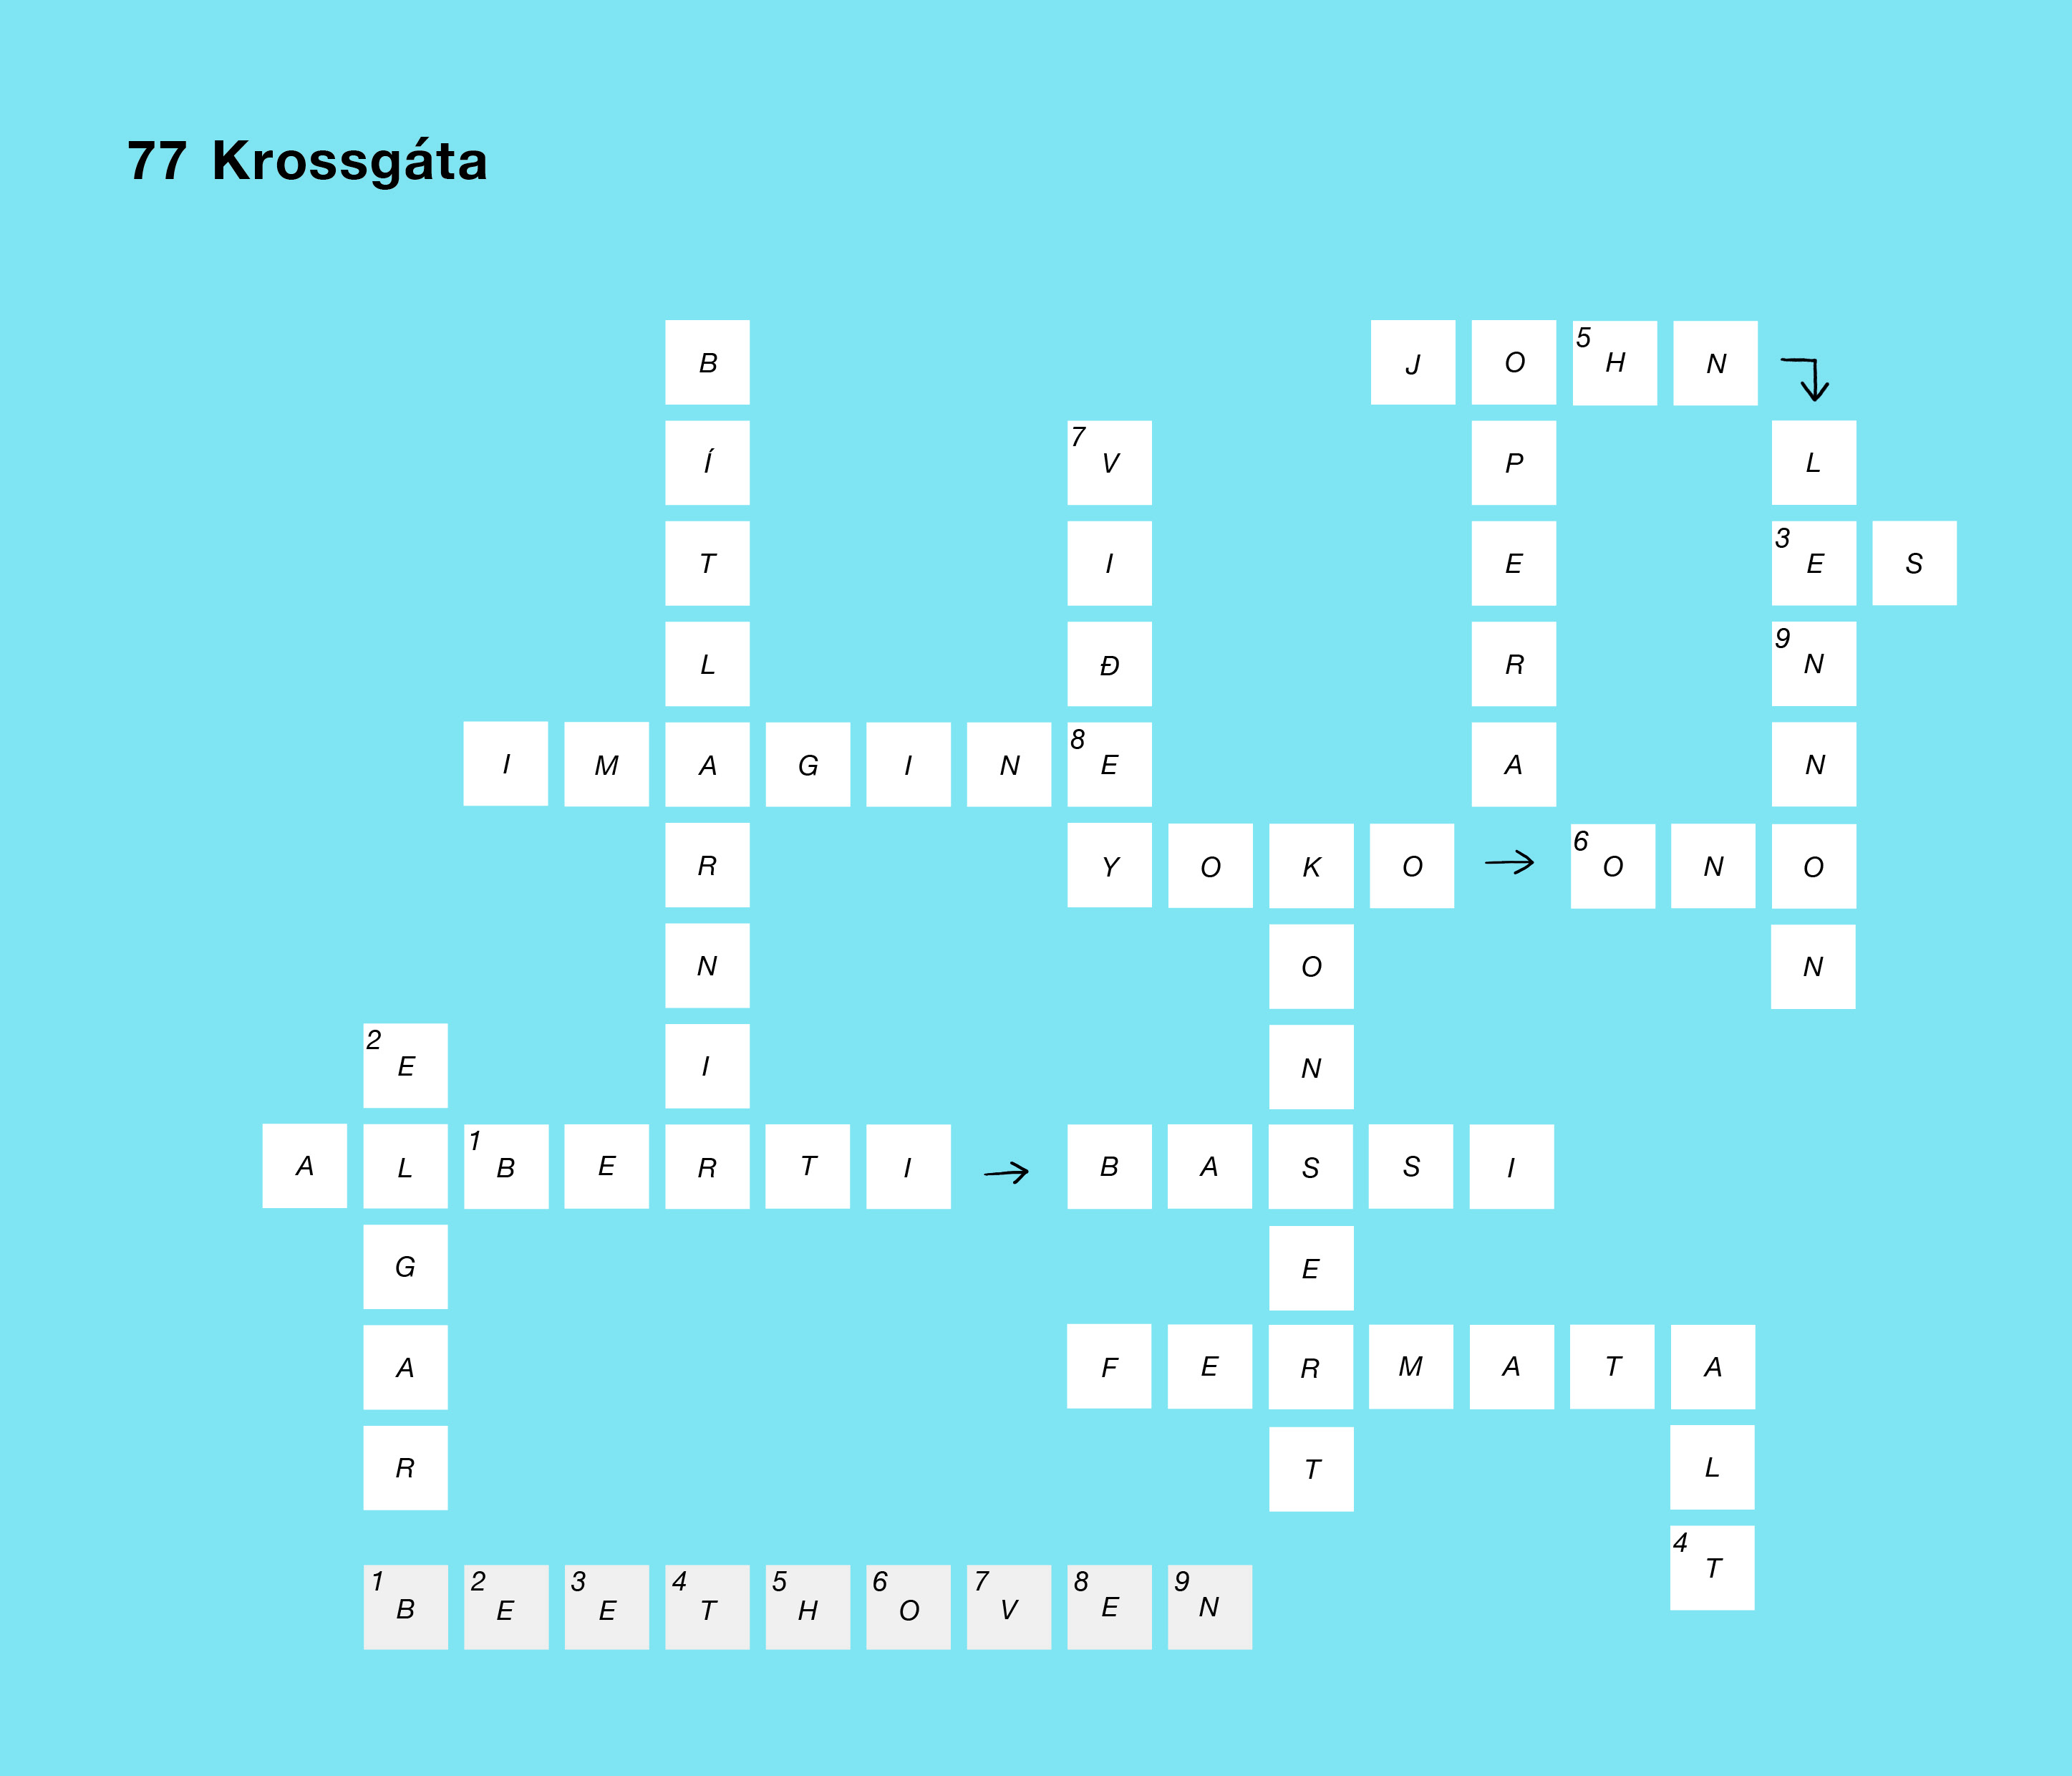 77 Krossgáta
B J O 5 H N
Í 7 V P L
T I E 3 E S
L Ð R 9 N
I M A G I N 8 E A N
R Y O K O → 6 O N O
N O N
2 E I N
A L 1 B E R T I → B A S S I
G E
A F E R M A T A
R T L
4 T
1 B 2 E 3 E 4 T 5 H 6 O 7 V 8 E 9 N